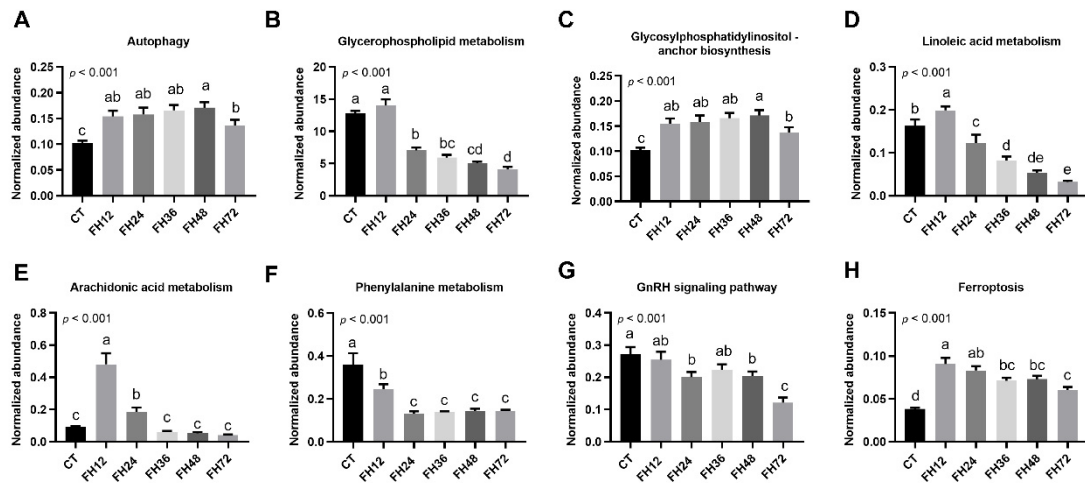 A
Autophagy
Normalized abundance
0.25
0.20
0.15
0.10
0.05
0.00
p < 0.001
c
ab
ab
ab
a
b
CT
FH12
FH24
FH36
FH48
FH72
B
Glycerophospholipid metabolism
Normalized abundance
20
15
10
5
0
p < 0.001
a
a
b
bc
cd
d
CT
FH12
FH24
FH36
FH48
FH72
C
Glycosylphosphatidylinositol -
anchor biosynthesis
Normalized abundance
0.25
0.20
0.15
0.10
0.05
0.00
p < 0.001
c
ab
ab
ab
a
b
CT
FH12
FH24
FH36
FH48
FH72
D
Linoleic acid metabolism
Normalized abundance
0.3
0.2
0.1
0.0
p < 0.001
b
a
c
d
de
e
CT
FH12
FH24
FH36
FH48
FH72
E
Arachidonic acid metabolism
Normalized abundance
0.8
0.6
0.4
0.2
0.0
p < 0.001
c
a
b
c
c
c
CT
FH12
FH24
FH36
FH48
FH72
F
Phenylalanine metabolism
Normalized abundance
0.6
0.4
0.2
0.0
p < 0.001
a
b
c
c
c
c
CT
FH12
FH24
FH36
FH48
FH72
G
GnRH signaling pathway
Normalized abundance
0.4
0.3
0.2
0.1
0.0
p < 0.001
a
ab
b
ab
b
c
CT
FH12
FH24
FH36
FH48
FH72
H
Ferroptosis
Normalized abundance
0.15
0.10
0.05
0.00
p < 0.001
d
a
ab
bc
bc
c
CT
FH12
FH24
FH36
FH48
FH72